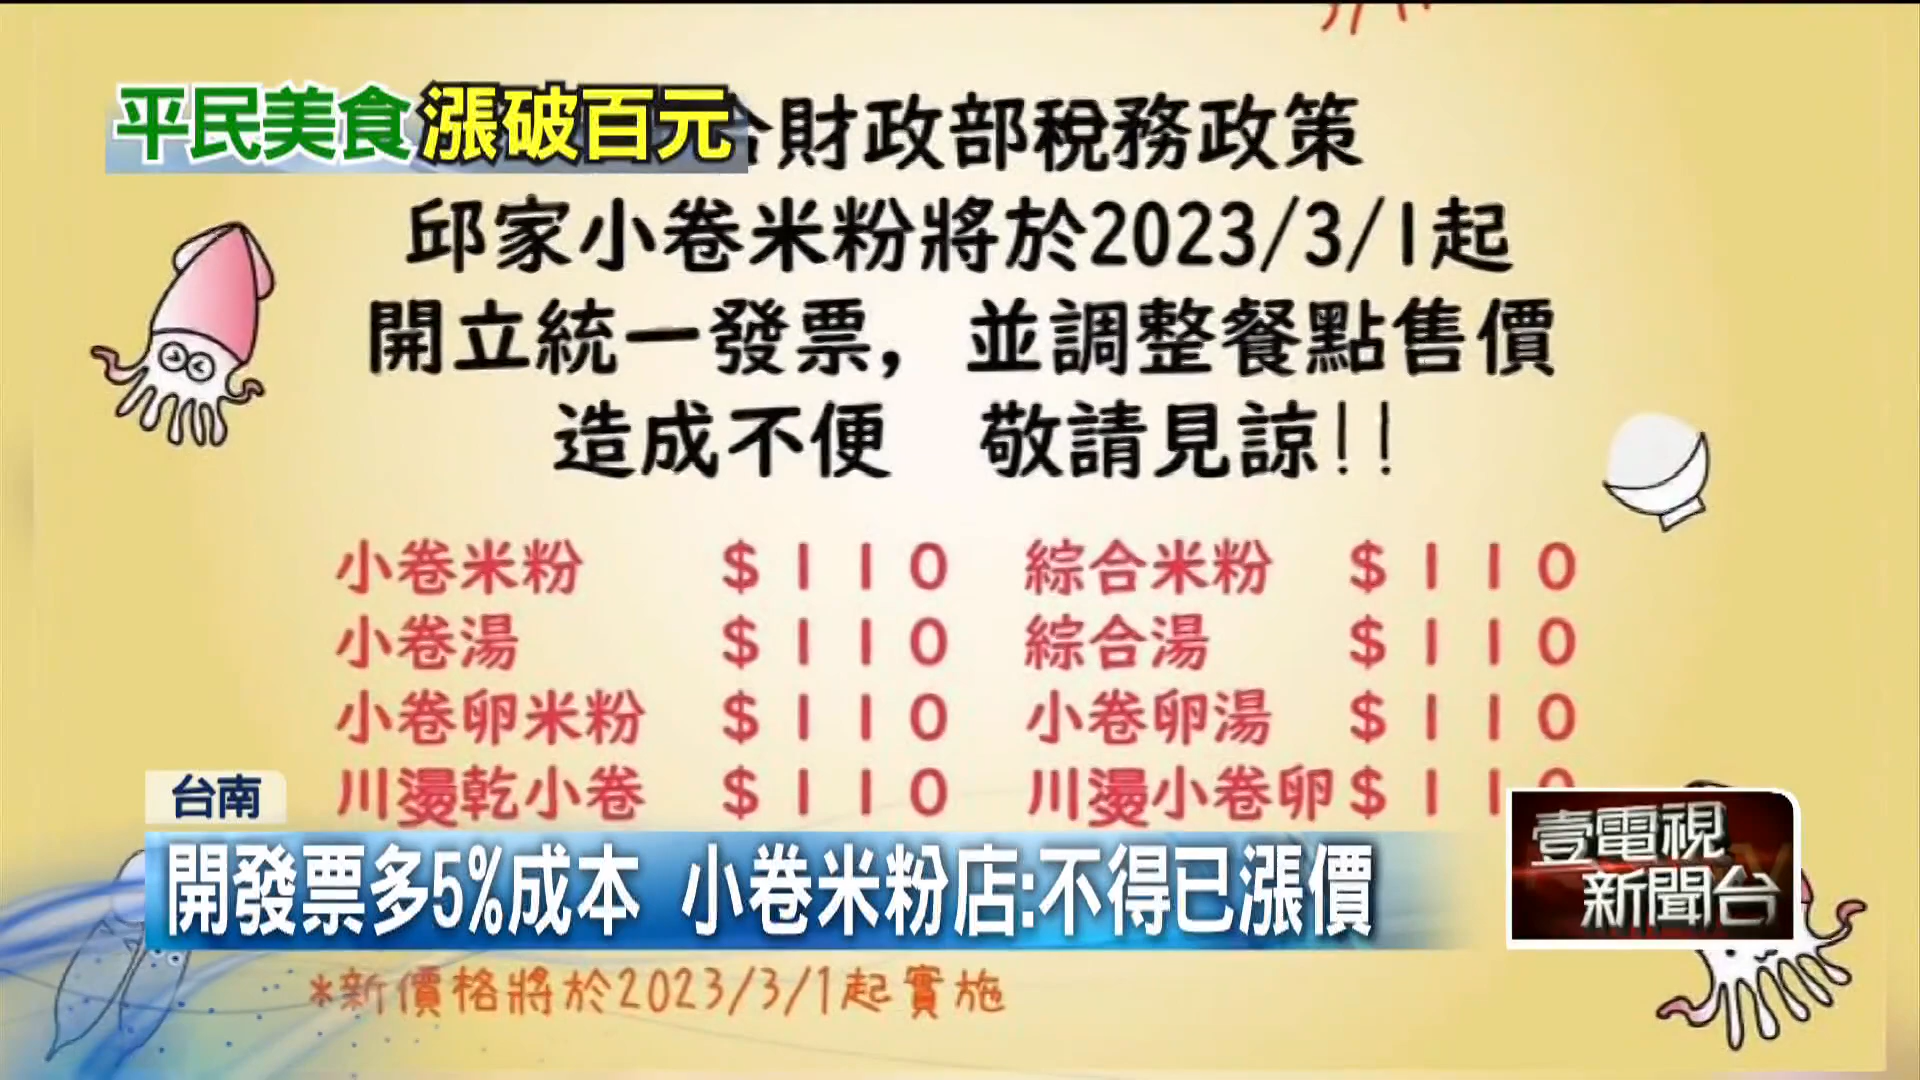 平民美食漲破百元
財政部稅務政策
邱家小卷米粉將於2023/3/1起
開立統一發票，並調整餐點售價
造成不便 敬請見諒!!
小卷米粉 $110 綜合米粉 $110
小卷湯 $110 綜合湯 $110
小卷卵米粉 $110 小卷卵湯 $110
川燙乾小卷 $110 川燙小卷卵 $110
台南
開發票多5%成本 小卷米粉店:不得已漲價
壹電視
新聞台
*新價格將於2023/3/1起實施